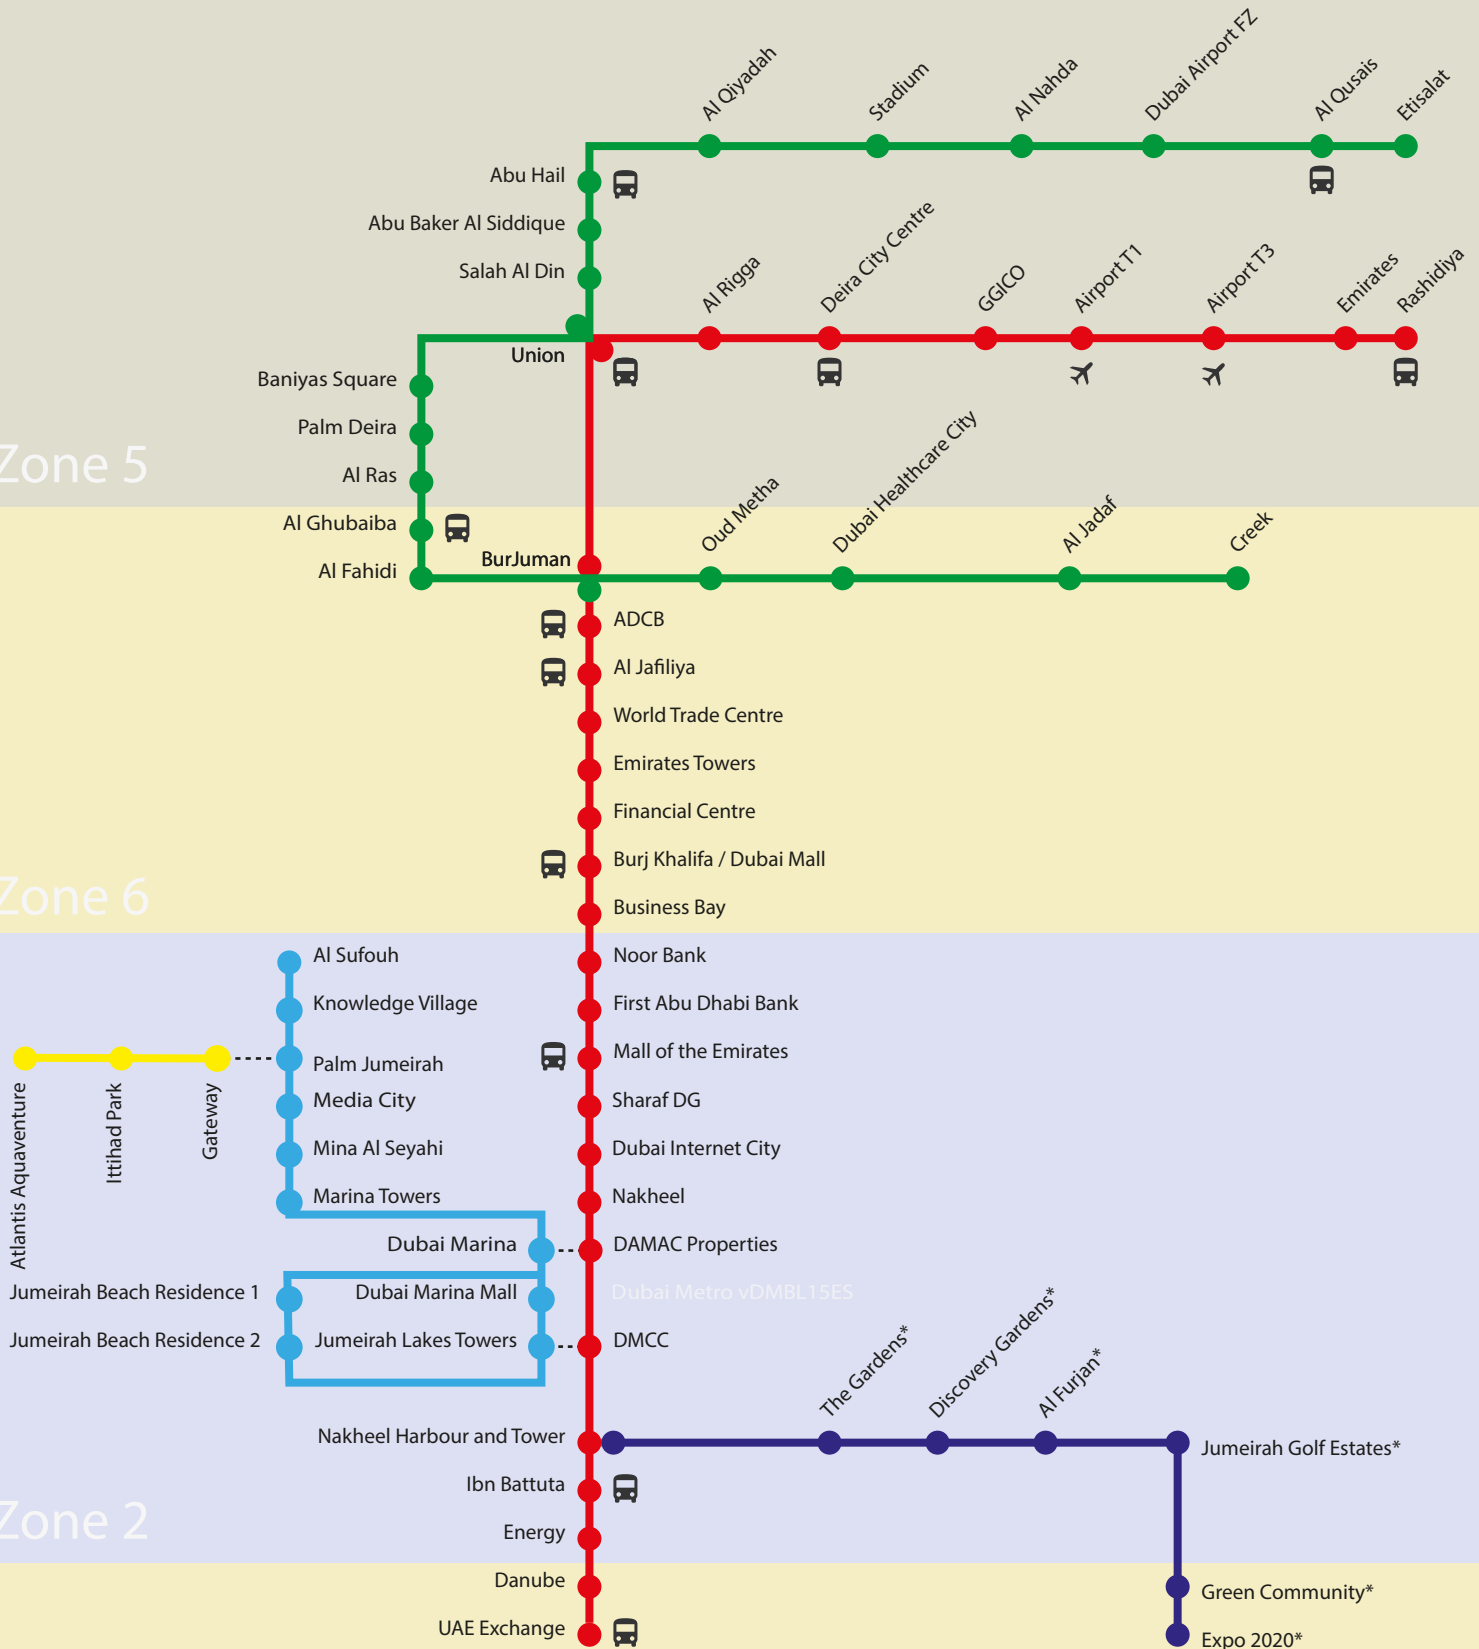 Al Qiyadah
Stadium
Al Nahda
Dubai Airport FZ
Al Qusais
Etisalat
Abu Hail
Abu Baker Al Siddique
Salah Al Din
Al Rigga
Deira City Centre
GGICO
Airport T1
Airport T3
Emirates
Rashidiya
Union
Baniyas Square
Palm Deira
Al Ras
Zone 5
Al Ghubaiba
Al Fahidi
BurJuman
Oud Metha
Dubai Healthcare City
Al Jadaf
Creek
ADCB
Al Jafiliya
World Trade Centre
Emirates Towers
Financial Centre
Burj Khalifa / Dubai Mall
Business Bay
Zone 6
Al Sufouh
Noor Bank
Knowledge Village
First Abu Dhabi Bank
Palm Jumeirah
Mall of the Emirates
Atlantis Aquaventure
Ittihad Park
Gateway
Media City
Sharaf DG
Mina Al Seyahi
Dubai Internet City
Marina Towers
Nakheel
Dubai Marina
DAMAC Properties
Jumeirah Beach Residence 1
Dubai Marina Mall
Dubai Metro vDMBL15ES
Jumeirah Beach Residence 2
Jumeirah Lakes Towers
DMCC
The Gardens*
Discovery Gardens*
Al Furjan*
Nakheel Harbour and Tower
Jumeirah Golf Estates*
Ibn Battuta
Zone 2
Energy
Danube
Green Community*
UAE Exchange
Expo 2020*